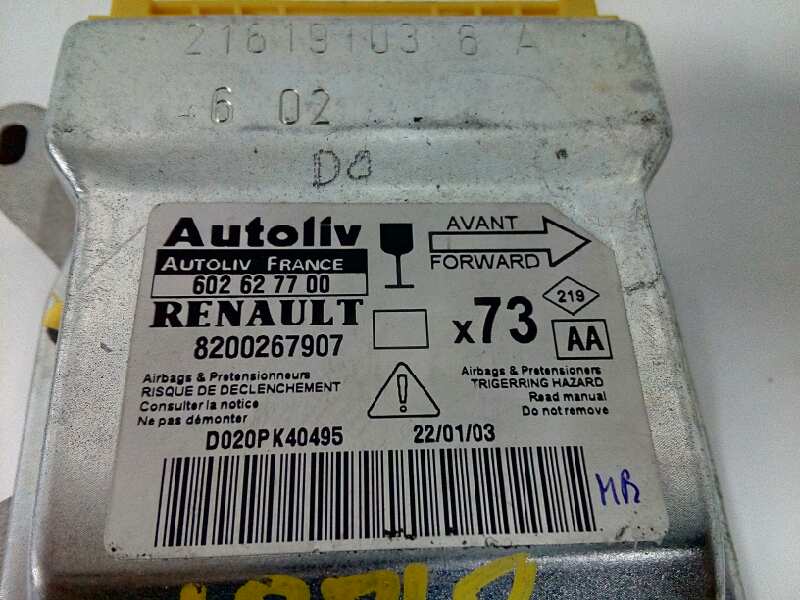 21619103 6 A
6 02
D
Autoliv
AUTOLIV FRANCE
602 62 77 00
RENAULT
8200267907
AVANT
FORWARD
x73
219
AA
Airbags & Pretensionneurs
RISQUE DE DECLENCHEMENT
Consulter la notice
Ne pas démonter
Airbags & Pretensioners
TRIGERRING HAZARD
Read manual
Do not remove
D020PK40495
22/01/03
MB